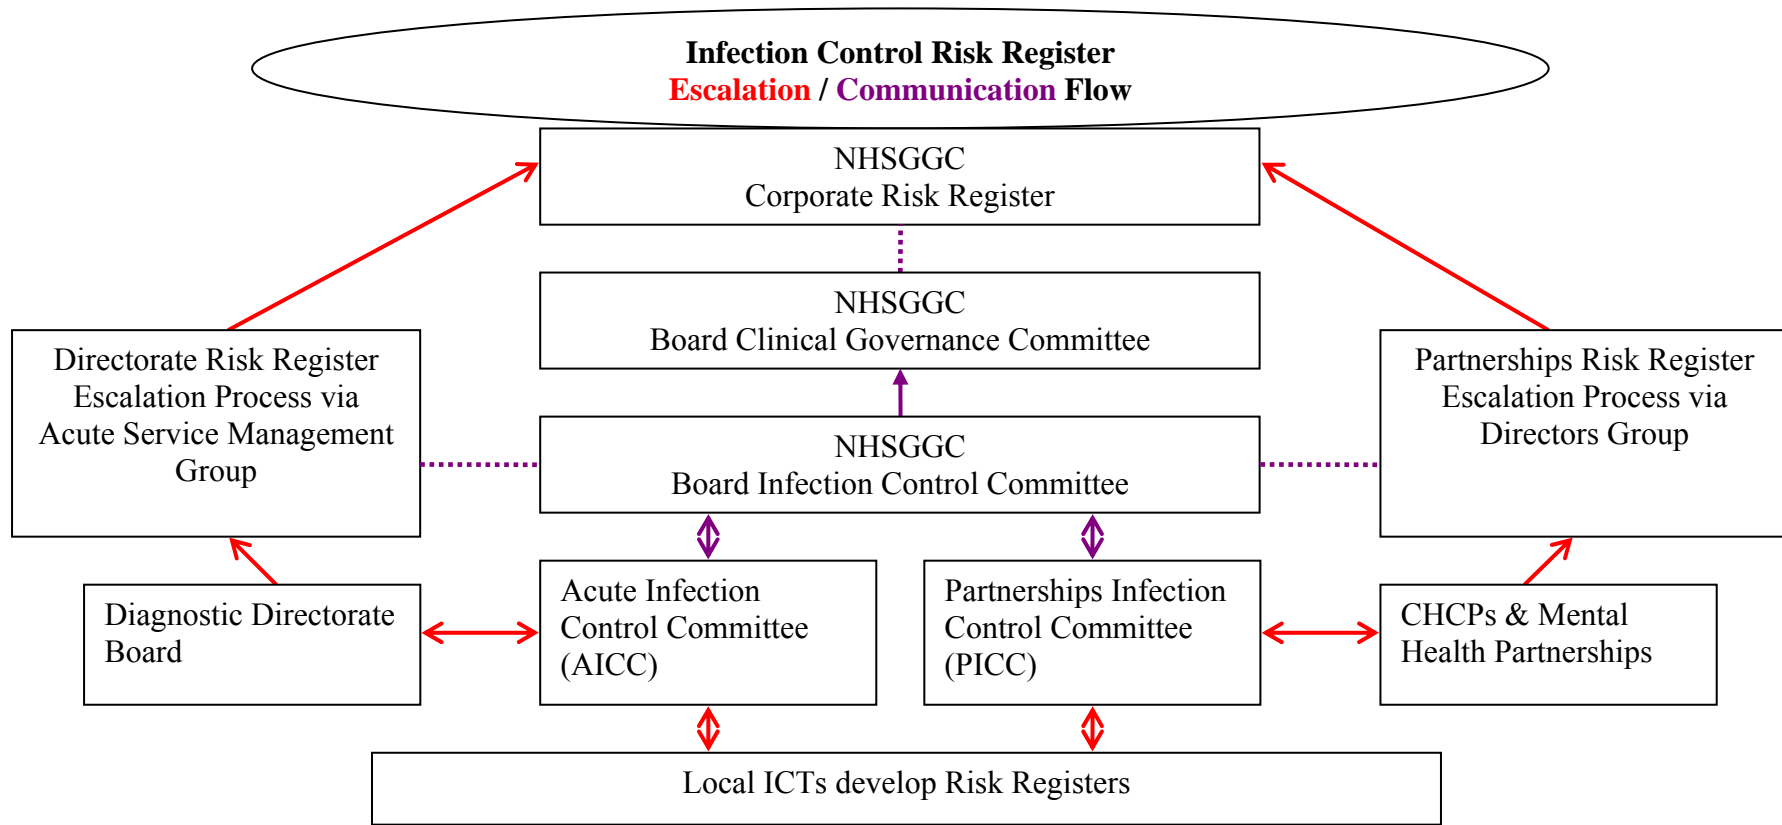 Infection Control Risk Register
Escalation / Communication Flow
NHSGGC
Corporate Risk Register
NHSGGC
Board Clinical Governance Committee
Directorate Risk Register
Escalation Process via
Acute Service Management
Group
Partnerships Risk Register
Escalation Process via
Directors Group
NHSGGC
Board Infection Control Committee
Diagnostic Directorate
Board
Acute Infection
Control Committee
(AICC)
Partnerships Infection
Control Committee
(PICC)
CHCPs & Mental
Health Partnerships
Local ICTs develop Risk Registers